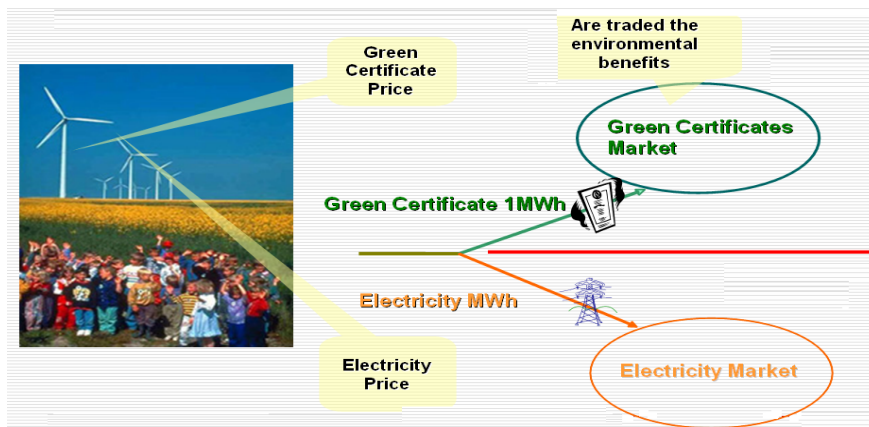 Green
Certificate
Price
Are traded the
environmental
benefits
Green Certificates
Market
Green Certificate 1MWh
Electricity MWh
Electricity
Price
Electricity Market